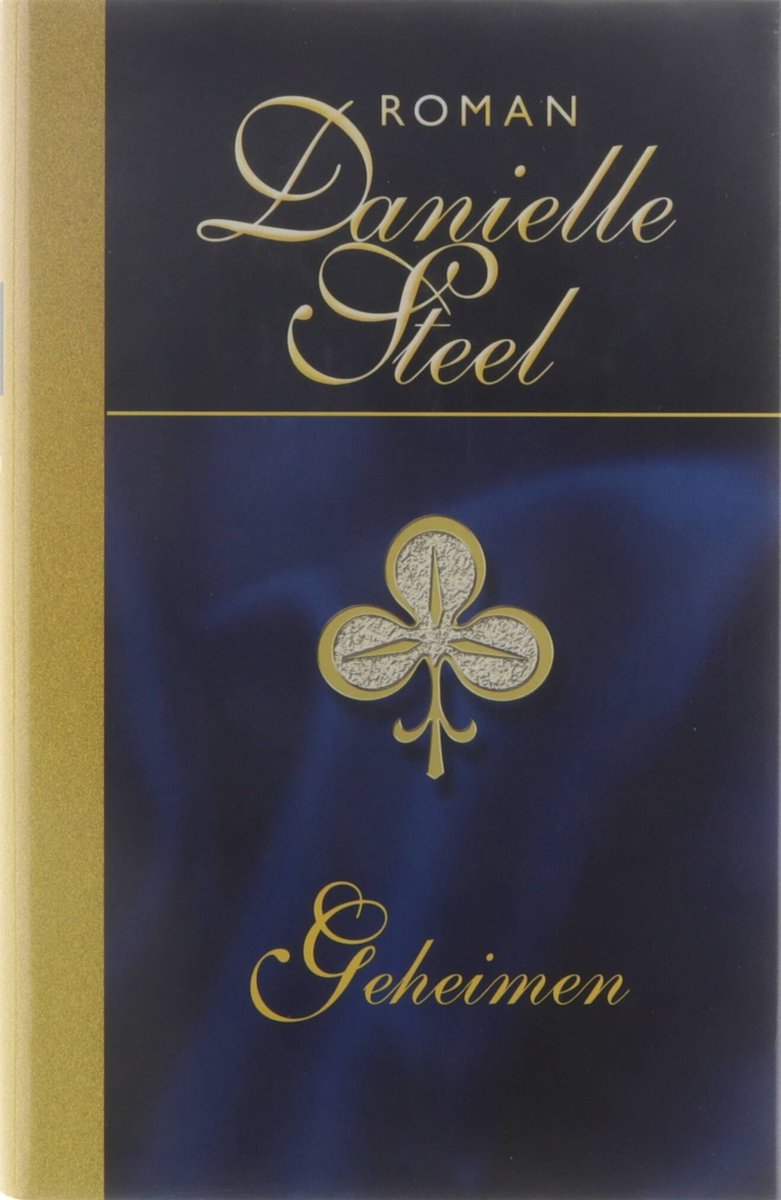 ROMAN
Danielle
Steel
Geheimen